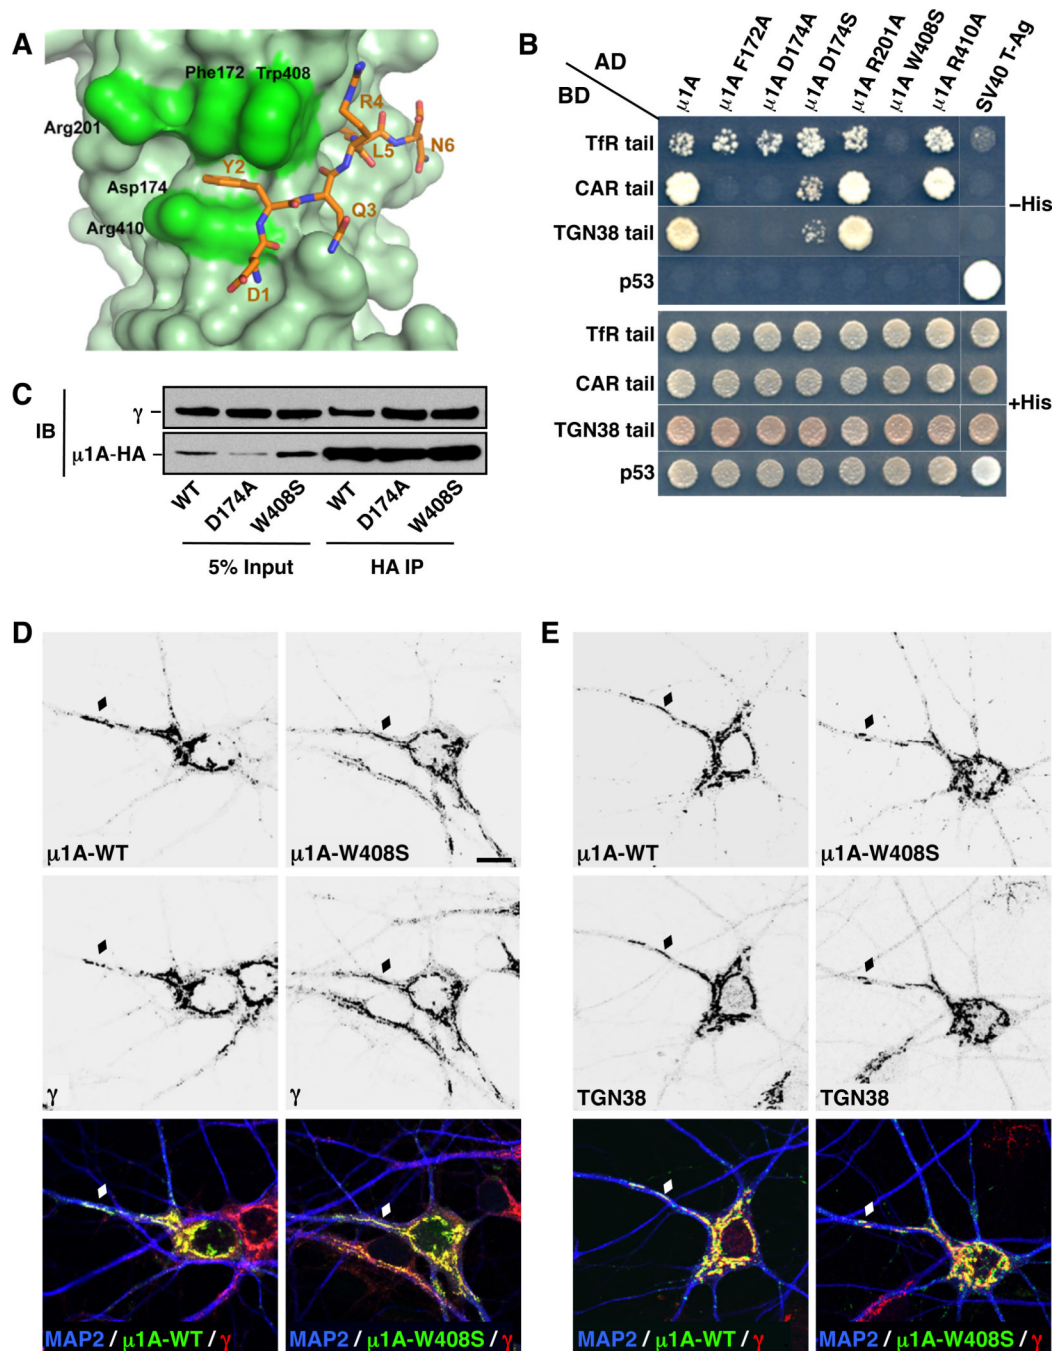 A
Phe172
Trp408
Arg201
R4
Y2
L5
N6
Asp174
Q3
Arg410
D1
B
AD
BD
μ1A
μ1A F172A
μ1A D174A
μ1A D174S
μ1A R201A
μ1A W408S
μ1A R410A
SV40 T-Ag
TfR tail
CAR tail
TGN38 tail
p53
–His
TfR tail
CAR tail
TGN38 tail
p53
+His
C
IB
γ
μ1A-HA
WT
D174A
W408S
WT
D174A
W408S
5% Input
HA IP
D
μ1A-WT
μ1A-W408S
γ
γ
MAP2 / μ1A-WT / γ
MAP2 / μ1A-W408S / γ
E
μ1A-WT
μ1A-W408S
TGN38
TGN38
MAP2 / μ1A-WT / γ
MAP2 / μ1A-W408S / γ